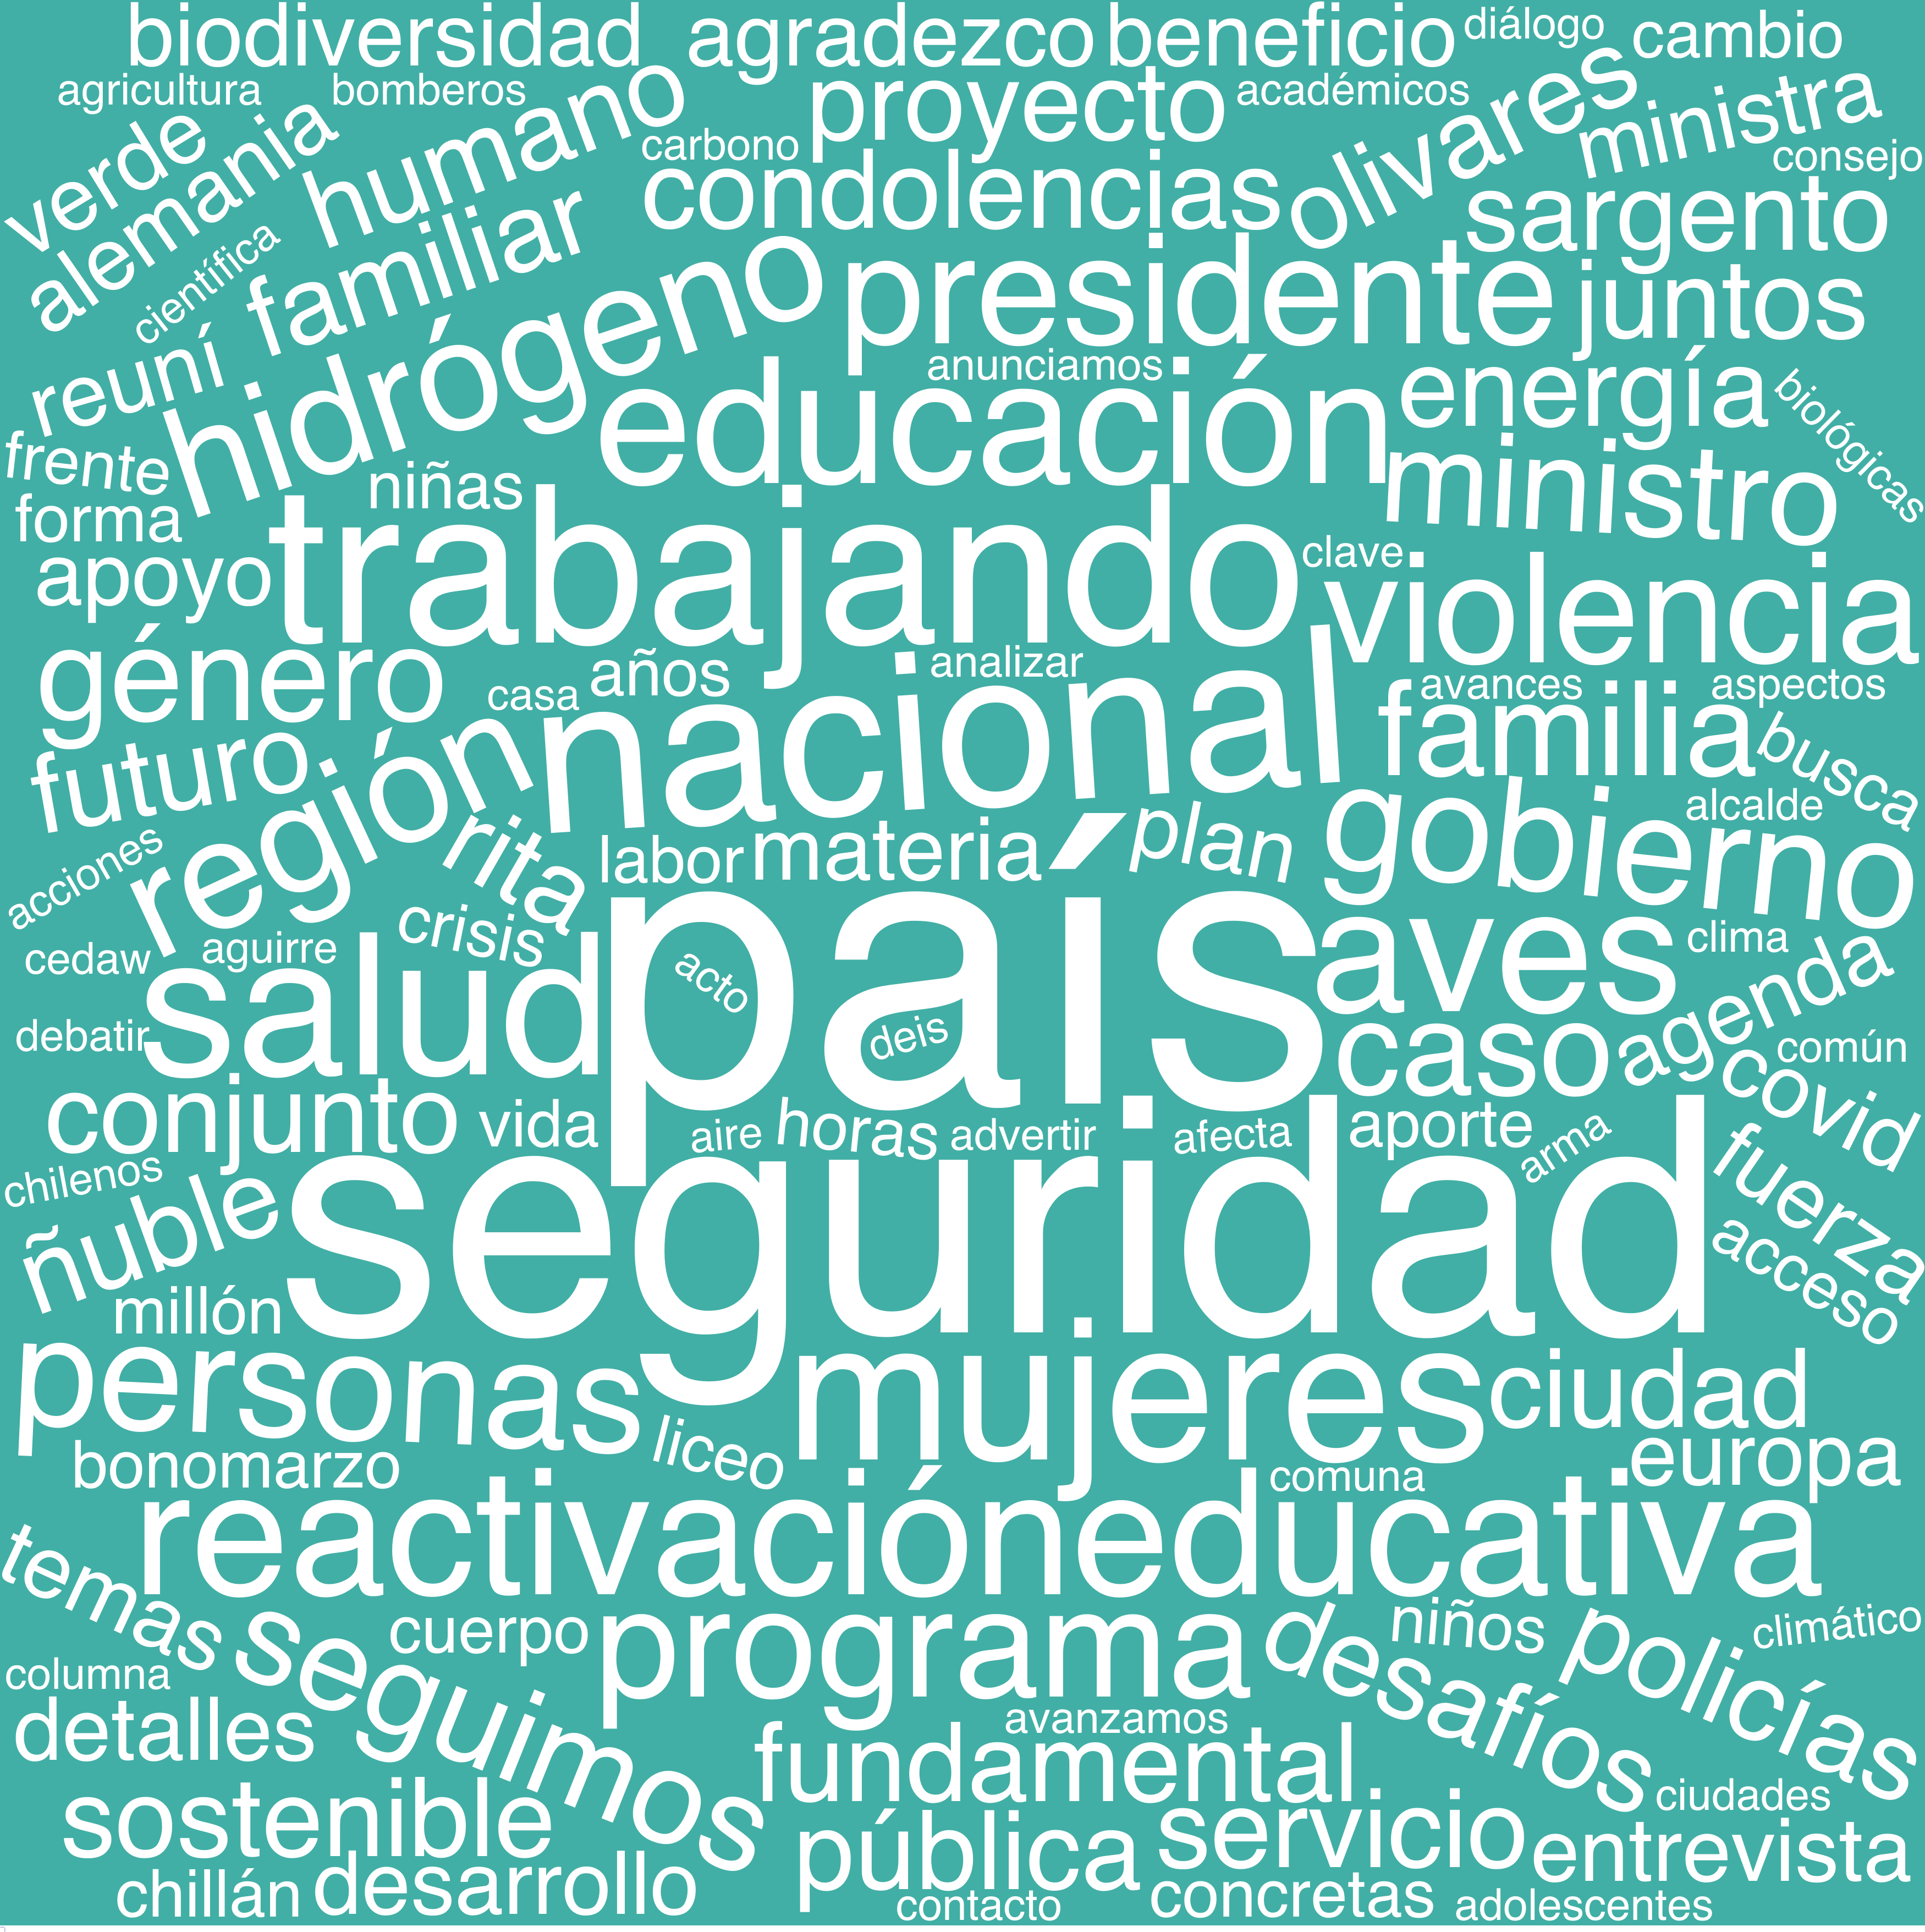 biodiversidad
agradezco
beneficio
diálogo
cambio
agricultura
bomberos
proyecto
académicos
olivares
ministra
verde
alemania
humano
carbono
condolencias
consejo
sargento
científica
familiar
hidrógeno
presidente
juntos
reuní
anunciamos
educación
energía
biológicas
frente
niñas
ministro
forma
trabajando
clave
apoyo
violencia
género
años
analizar
casa
nacional
avances
aspectos
familia
busca
futuro
región
rita
labor
materia
plan
gobierno
alcalde
acciones
crisis
país
aves
clima
cedaw
aguirre
acto
agenda
salud
deis
debatir
caso
común
covid
conjunto
vida
aire
horas
advertir
afecta
aporte
arma
chilenos
ñuble
seguridad
fuerza
acceso
millón
personas
mujeres
ciudad
liceo
bonomarzo
comuna
europa
reactivacióneducativa
temas
seguimos
cuerpo
programa
desafíos
niños
policías
climático
columna
detalles
avanzamos
fundamental
ciudades
sostenible
pública
servicio
entrevista
chillán
desarrollo
contacto
concretas
adolescentes